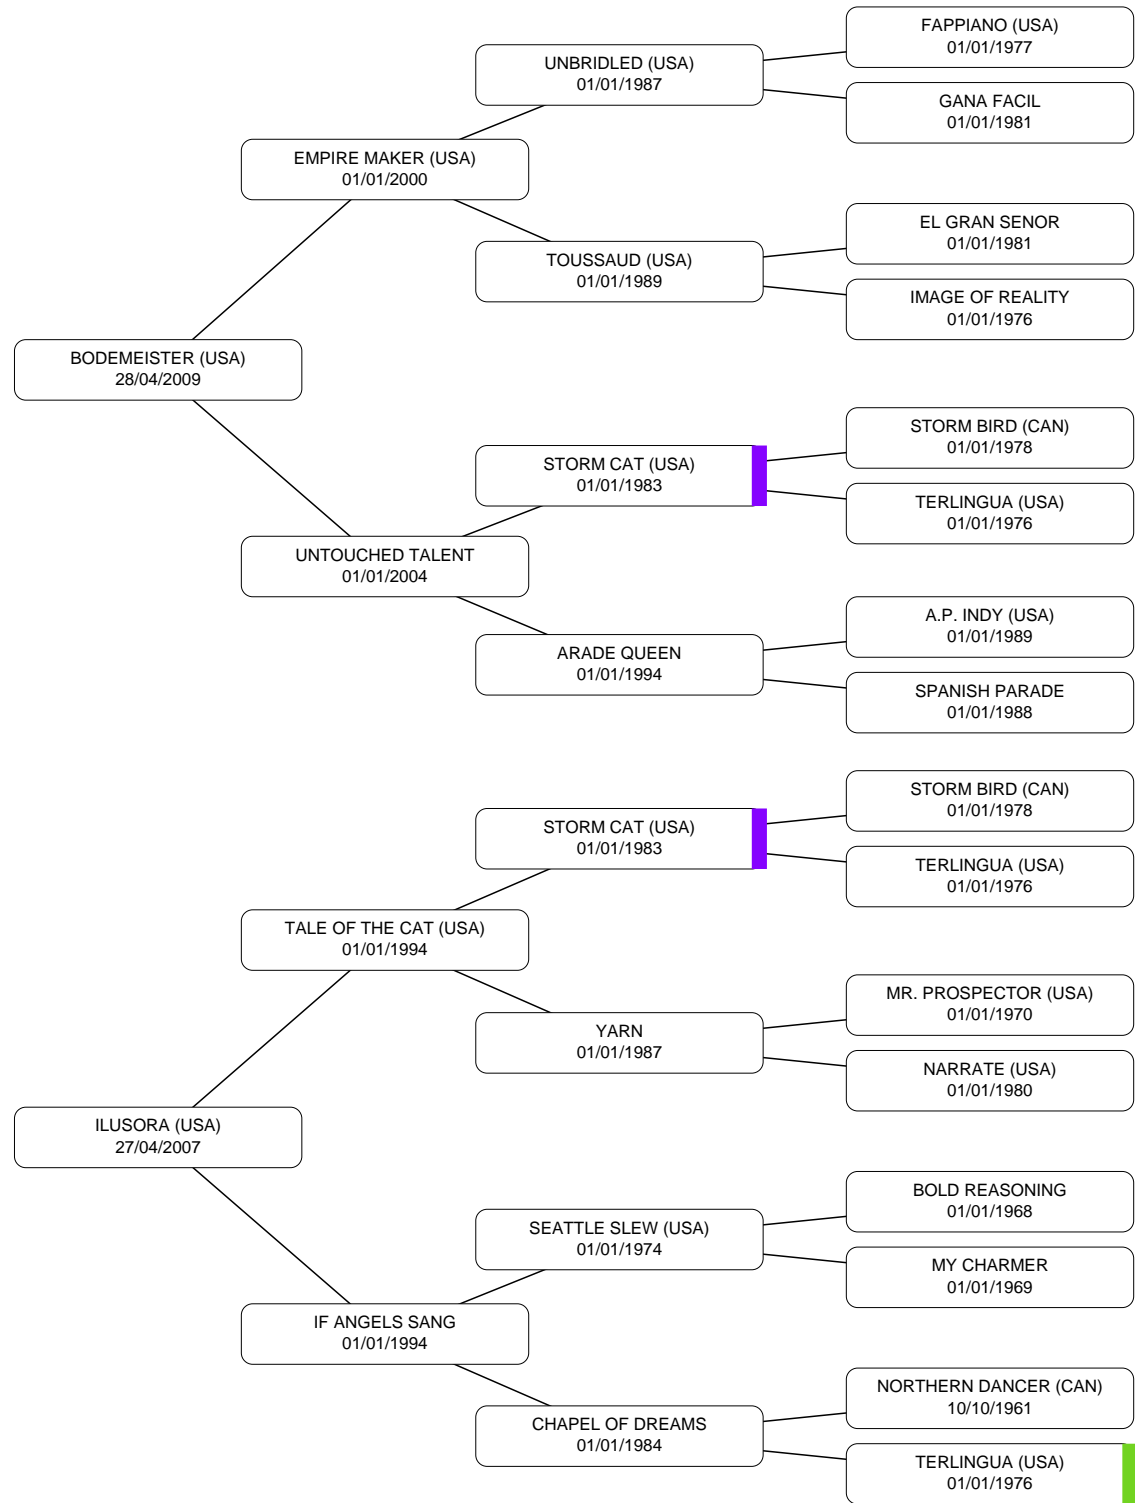 FAPPIANO (USA)
01/01/1977
UNBRIDLED (USA)
01/01/1987
GANA FACIL
01/01/1981
EMPIRE MAKER (USA)
01/01/2000
EL GRAN SENOR
01/01/1981
TOUSSAUD (USA)
01/01/1989
IMAGE OF REALITY
01/01/1976
BODEMEISTER (USA)
28/04/2009
STORM BIRD (CAN)
01/01/1978
STORM CAT (USA)
01/01/1983
TERLINGUA (USA)
01/01/1976
UNTOUCHED TALENT
01/01/2004
A.P. INDY (USA)
01/01/1989
ARADE QUEEN
01/01/1994
SPANISH PARADE
01/01/1988
STORM BIRD (CAN)
01/01/1978
STORM CAT (USA)
01/01/1983
TERLINGUA (USA)
01/01/1976
TALE OF THE CAT (USA)
01/01/1994
MR. PROSPECTOR (USA)
01/01/1970
YARN
01/01/1987
NARRATE (USA)
01/01/1980
ILUSORA (USA)
27/04/2007
BOLD REASONING
01/01/1968
SEATTLE SLEW (USA)
01/01/1974
MY CHARMER
01/01/1969
IF ANGELS SANG
01/01/1994
NORTHERN DANCER (CAN)
10/10/1961
CHAPEL OF DREAMS
01/01/1984
TERLINGUA (USA)
01/01/1976